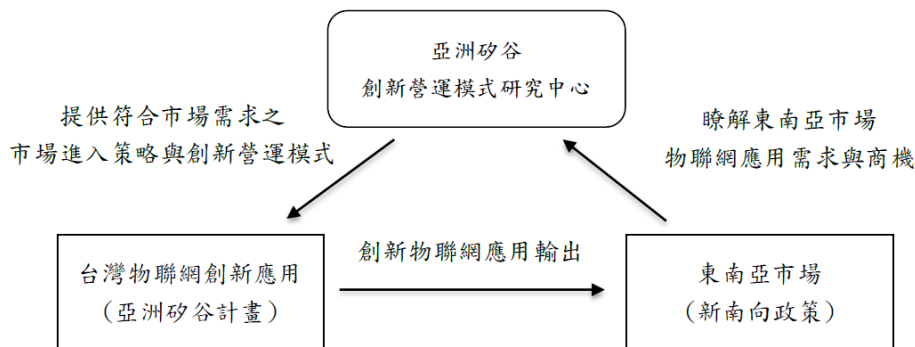 亞洲矽谷
創新營運模式研究中心
提供符合市場需求之
市場進入策略與創新營運模式
瞭解東南亞市場
物聯網應用需求與商機
台灣物聯網創新應用
（亞洲矽谷計畫）
創新物聯網應用輸出
東南亞市場
（新南向政策）